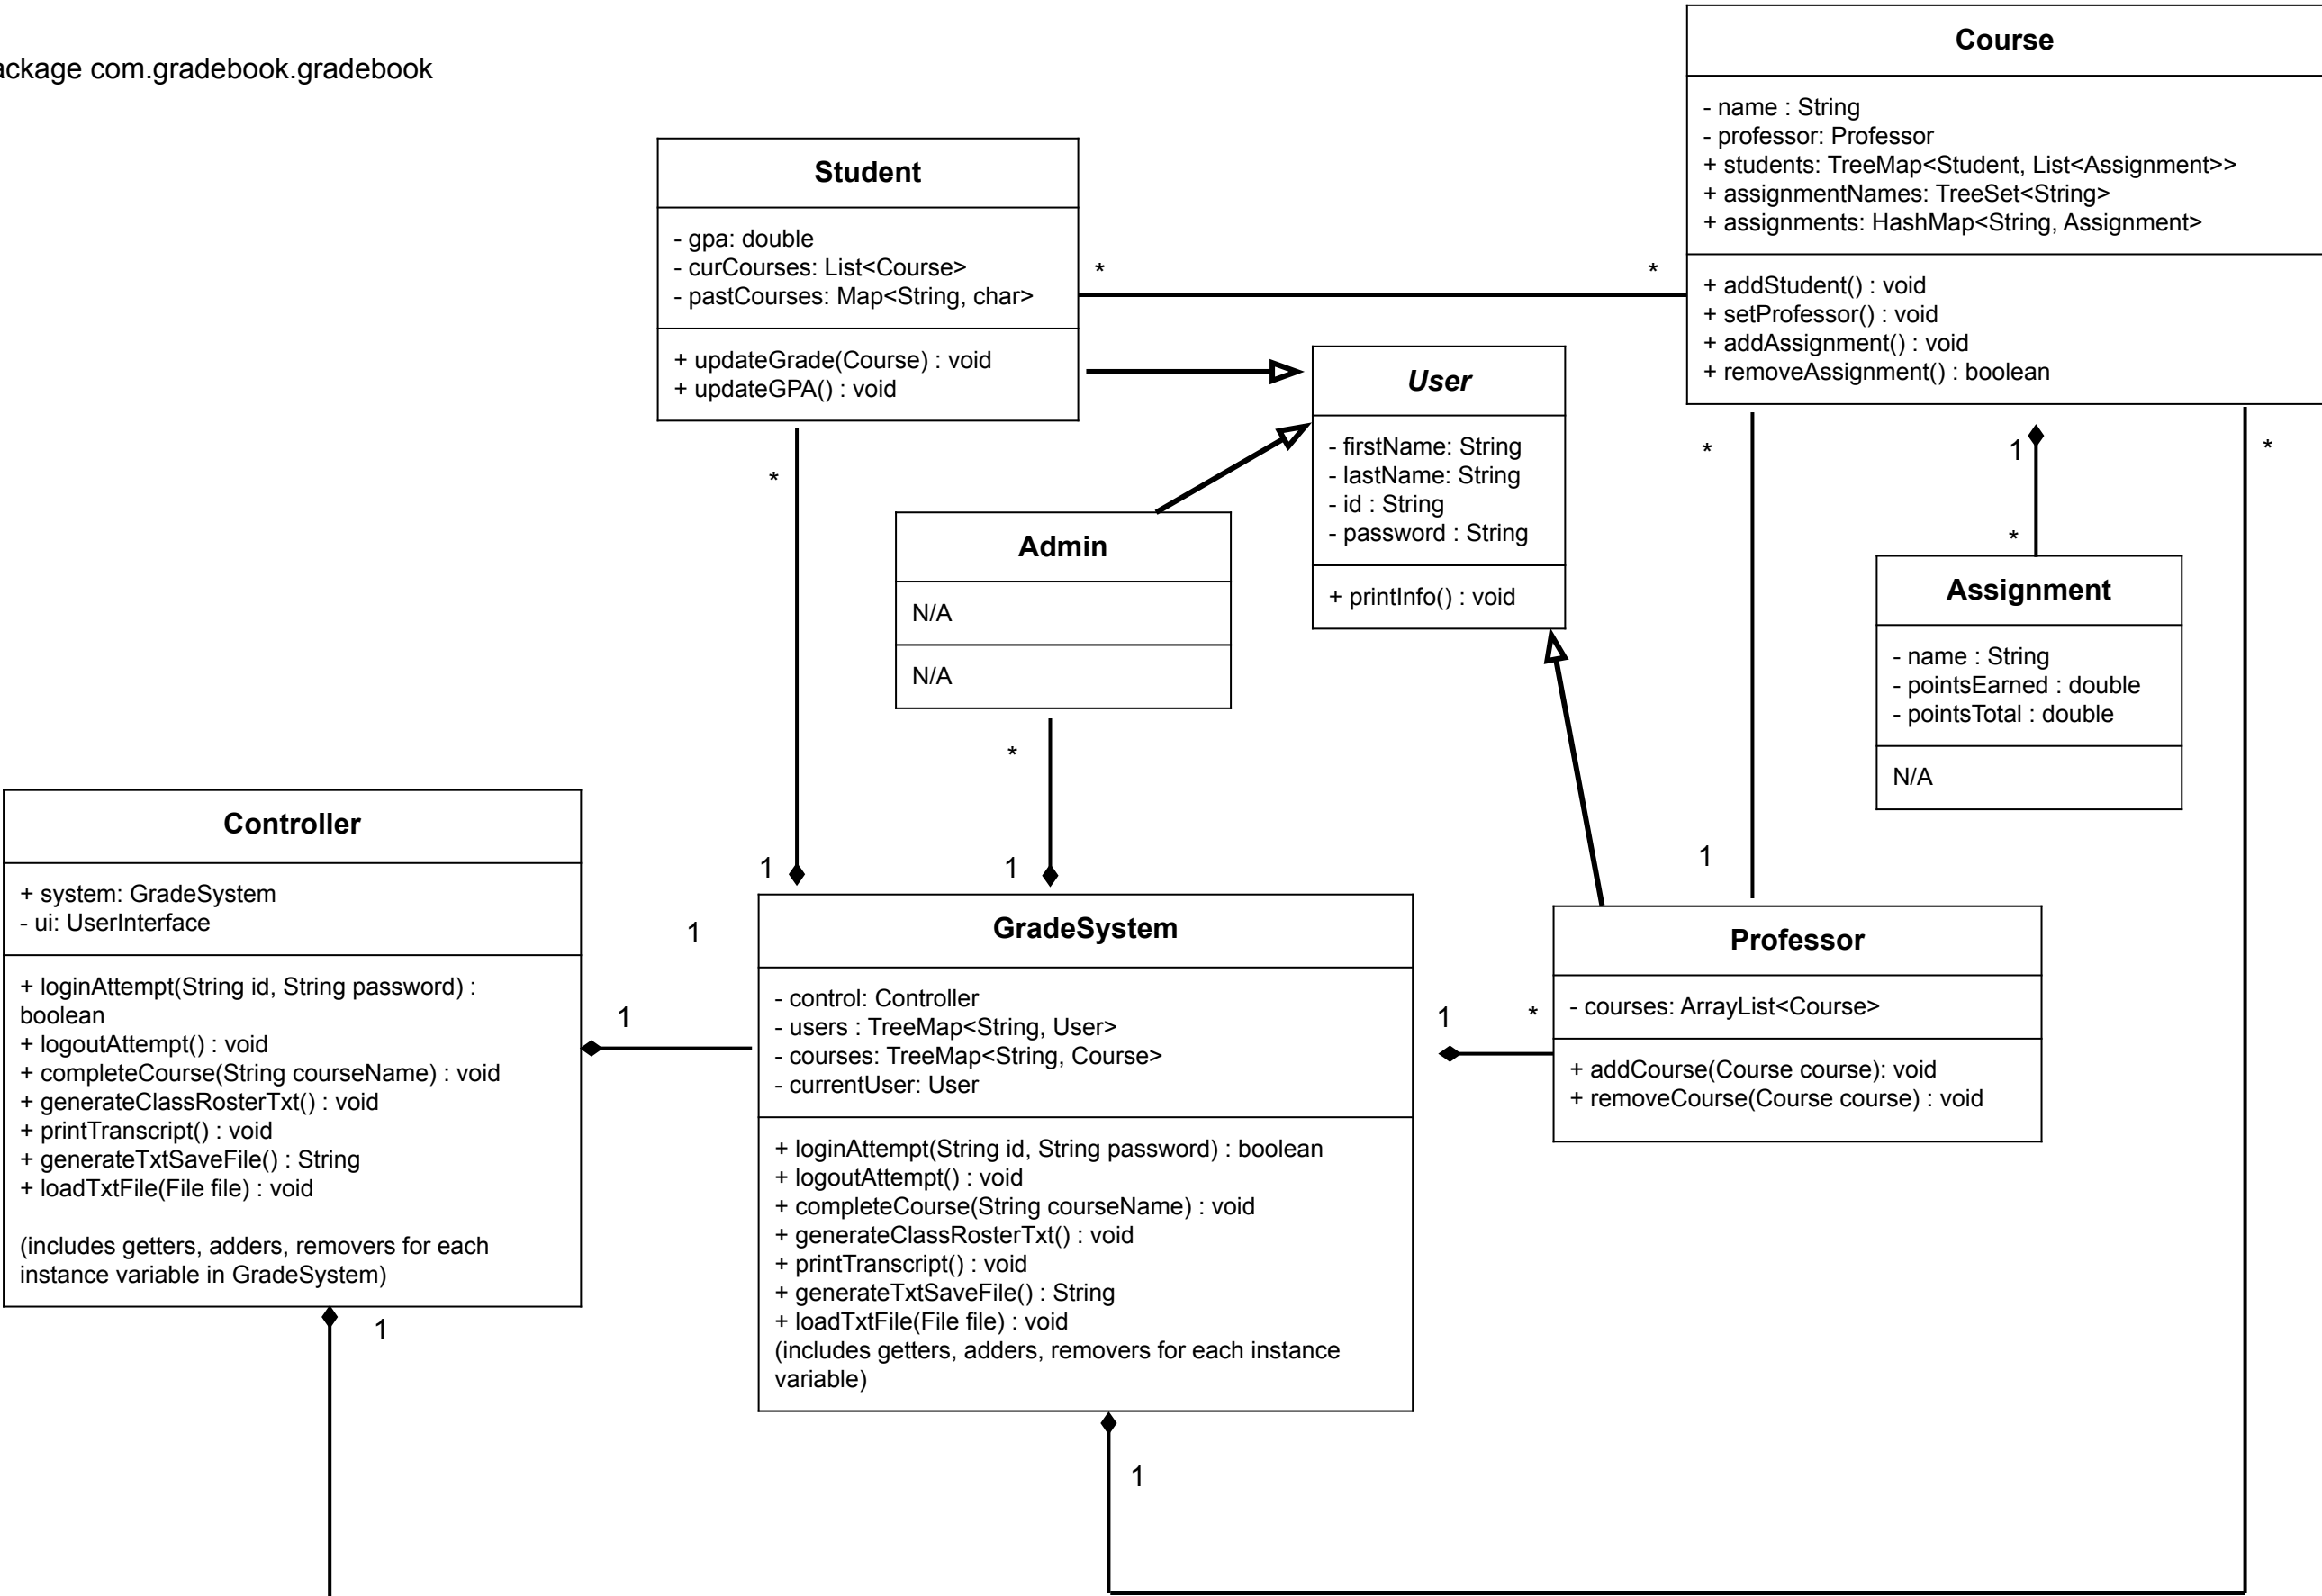 ackage com.gradebook.gradebook
Course
- name : String
- professor: Professor
+ students: TreeMap<Student, List<Assignment>>
+ assignmentNames: TreeSet<String>
+ assignments: HashMap<String, Assignment>
+ addStudent() : void
+ setProfessor() : void
+ addAssignment() : void
+ removeAssignment() : boolean
Student
- gpa: double
- curCourses: List<Course>
- pastCourses: Map<String, char>
+ updateGrade(Course) : void
+ updateGPA() : void
*
*
User
- firstName: String
- lastName: String
- id : String
- password : String
+ printInfo() : void
*
*
1
*
*
Admin
N/A
N/A
*
Assignment
- name : String
- pointsEarned : double
- pointsTotal : double
N/A
1
1
1
Controller
+ system: GradeSystem
- ui: UserInterface
+ loginAttempt(String id, String password) :
boolean
+ logoutAttempt() : void
+ completeCourse(String courseName) : void
+ generateClassRosterTxt() : void
+ printTranscript() : void
+ generateTxtSaveFile() : String
+ loadTxtFile(File file) : void
(includes getters, adders, removers for each
instance variable in GradeSystem)
1
1
1
GradeSystem
- control: Controller
- users : TreeMap<String, User>
- courses: TreeMap<String, Course>
- currentUser: User
+ loginAttempt(String id, String password) : boolean
+ logoutAttempt() : void
+ completeCourse(String courseName) : void
+ generateClassRosterTxt() : void
+ printTranscript() : void
+ generateTxtSaveFile() : String
+ loadTxtFile(File file) : void
(includes getters, adders, removers for each instance
variable)
1
*
Professor
- courses: ArrayList<Course>
+ addCourse(Course course): void
+ removeCourse(Course course) : void
1